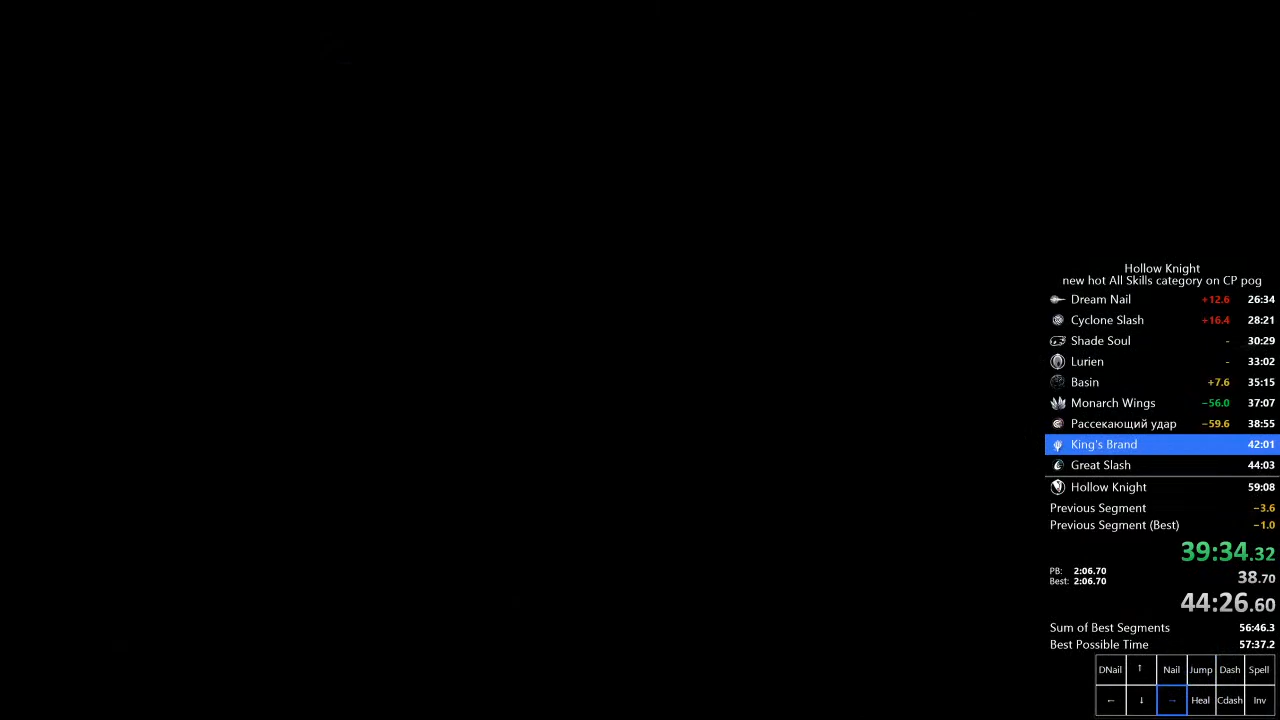 Hollow Knight
new hot All Skills category on CP pog
Dream Nail +12.6 26:34
Cyclone Slash +16.4 28:21
Shade Soul - 30:29
Lurien - 33:02
Basin +7.6 35:15
Monarch Wings −56.0 37:07
Рассекающий удар −59.6 38:55
King's Brand 42:01
Great Slash 44:03
Hollow Knight 59:08
Previous Segment −3.6
Previous Segment (Best) −1.0
39:34.32
PB: 2:06.70
Best: 2:06.70
38.70
44:26.60
Sum of Best Segments 56:46.3
Best Possible Time 57:37.2
DNail ↑ Nail Jump Dash Spell
← ↓ → Heal Cdash Inv